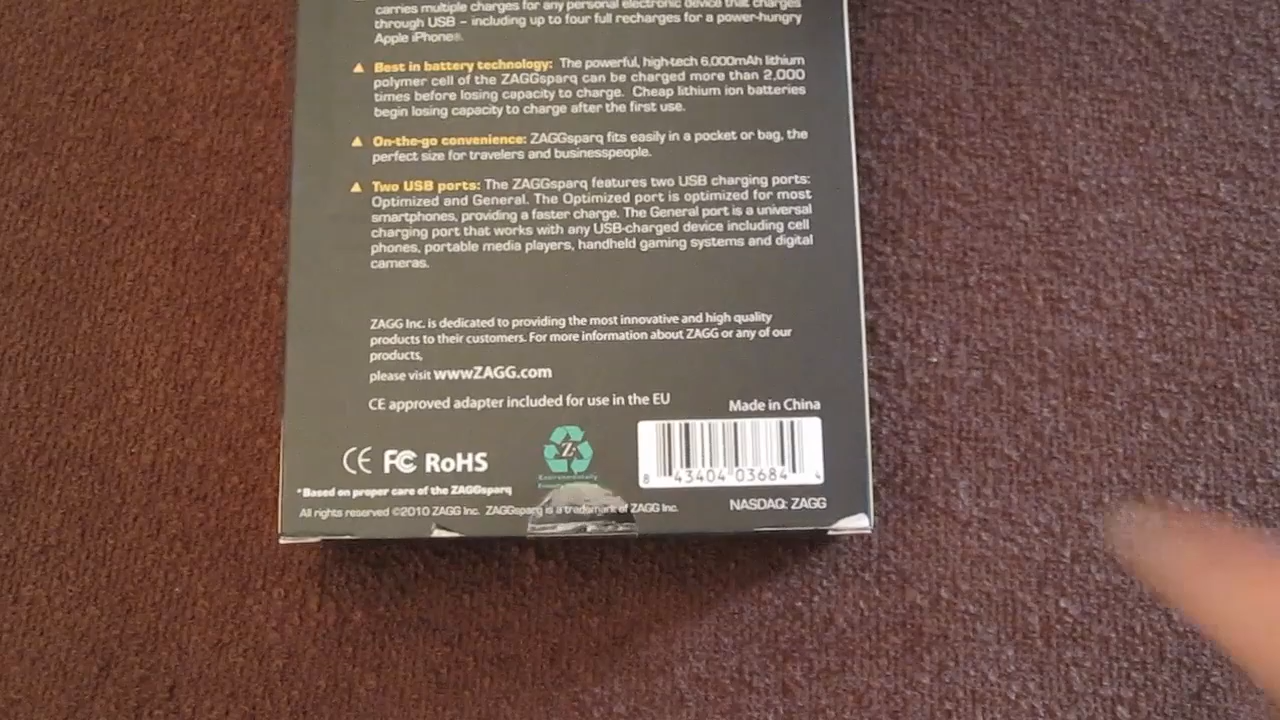 carries multiple charges for any personal electronic device that charges
through USB – including up to four full recharges for a power-hungry
Apple iPhone®.
Best in battery technology: The powerful, high-tech 6,000mAh lithium
polymer cell of the ZAGGsparq can be charged more than 2,000
times before losing capacity to charge. Cheap lithium ion batteries
begin losing capacity to charge after the first use.
On-the-go convenience: ZAGGsparq fits easily in a pocket or bag, the
perfect size for travelers and businesspeople.
Two USB ports: The ZAGGsparq features two USB charging ports:
Optimized and General. The Optimized port is optimized for most
smartphones, providing a faster charge. The General port is a universal
charging port that works with any USB-charged device including cell
phones, portable media players, handheld gaming systems and digital
cameras.
ZAGG Inc. is dedicated to providing the most innovative and high quality
products to their customers. For more information about ZAGG or any of our
products,
please visit www.ZAGG.com
CE approved adapter included for use in the EU
Made in China
CE FC RoHS
Z
Environmentally
8 43404 03684 4
*Based on proper care of the ZAGGsparq
All rights reserved ©2010 ZAGG Inc. ZAGGsparq is a trademark of ZAGG Inc.
NASDAQ: ZAGG